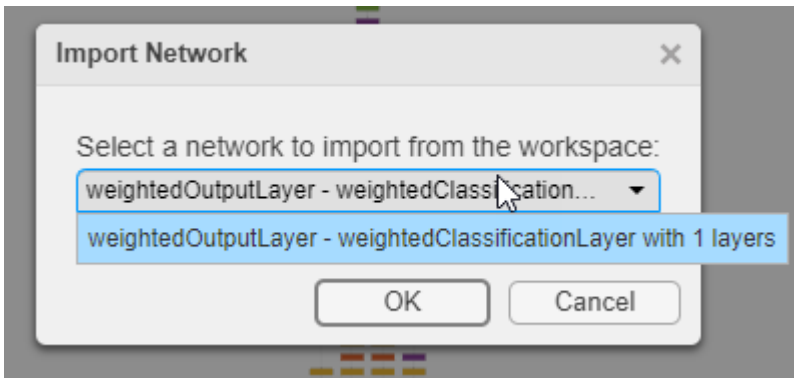 Import Network
Select a network to import from the workspace:
weightedOutputLayer - weightedClassification...
weightedOutputLayer - weightedClassificationLayer with 1 layers
OK
Cancel